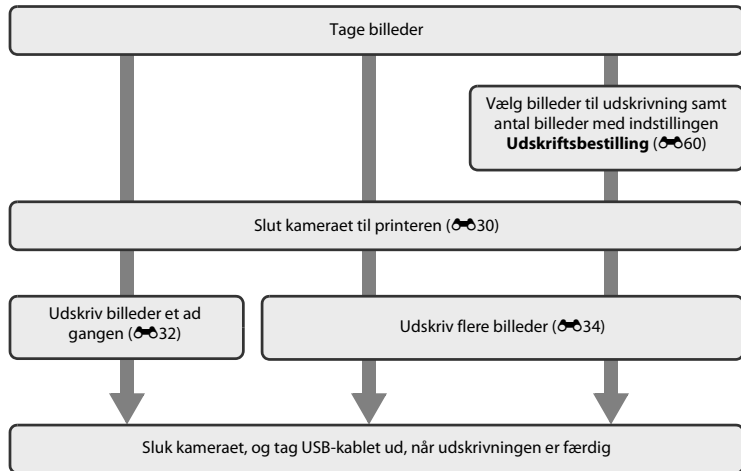 Tage billeder
Vælg billeder til udskrivning samt
antal billeder med indstillingen
Udskriftsbestilling (60)
Slut kameraet til printeren (30)
Udskriv billeder et ad
gangen (32)
Udskriv flere billeder (34)
Sluk kameraet, og tag USB-kablet ud, når udskrivningen er færdig